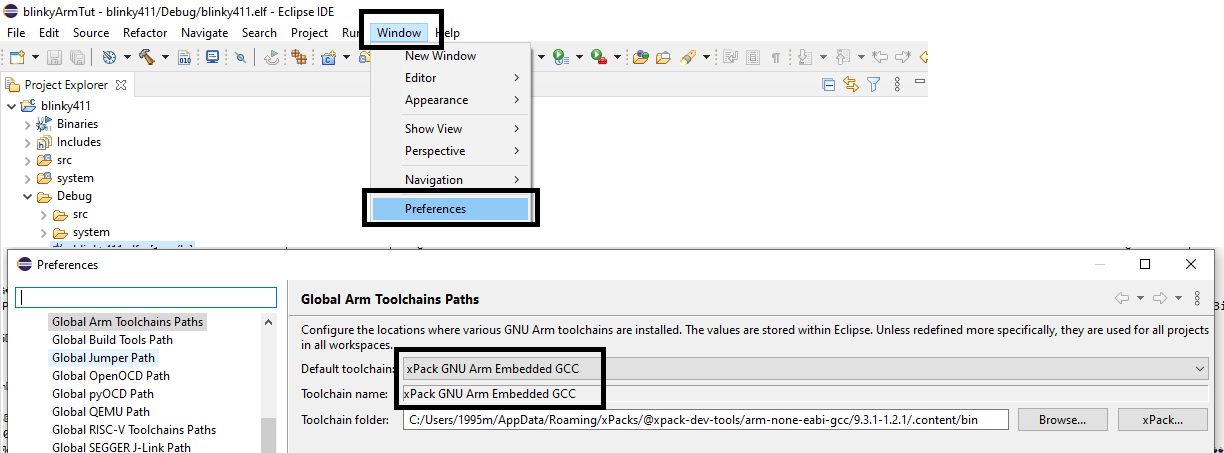 blinkyArmTut - blinky411/Debug/blinky411.elf - Eclipse IDE
File Edit Source Refactor Navigate Search Project Window Help
New Window
Editor
Appearance
Show View
Perspective
Navigation
Preferences
Project Explorer
blinky411
Binaries
Includes
src
system
Debug
src
system
Preferences
Global Arm Toolchains Paths
Global Build Tools Path
Global Jumper Path
Global OpenOCD Path
Global pyOCD Path
Global QEMU Path
Global RISC-V Toolchains Paths
Global SEGGER J-Link Path
Global Arm Toolchains Paths
Configure the locations where various GNU Arm toolchains are installed. The values are stored within Eclipse. Unless redefined more specifically, they are used for all projects
in all workspaces.
Default toolchain: xPack GNU Arm Embedded GCC
Toolchain name: xPack GNU Arm Embedded GCC
Toolchain folder: C:/Users/1995m/AppData/Roaming/xPacks/@xpack-dev-tools/arm-none-eabi-gcc/9.3.1-1.2.1/.content/bin Browse... xPack...